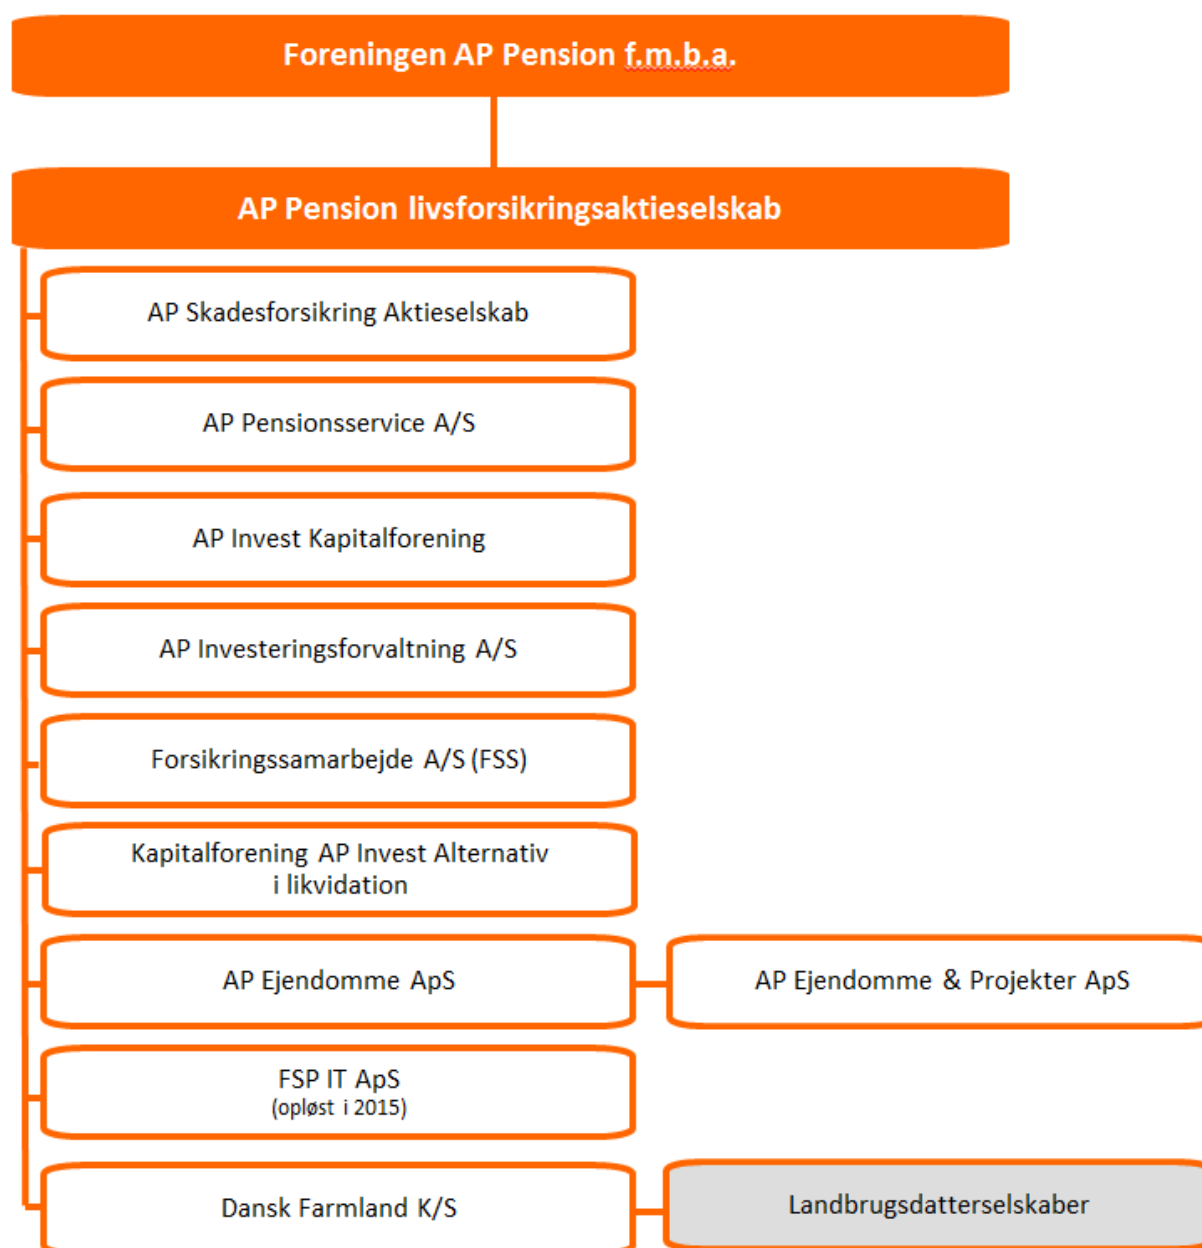 Foreningen AP Pension f.m.b.a.
AP Pension livsforsikringsaktieselskab
AP Skadesforsikring Aktieselskab
AP Pensionsservice A/S
AP Invest Kapitalforening
AP Investeringsforvaltning A/S
Forsikringssamarbejde A/S (FSS)
Kapitalforening AP Invest Alternativ
i likvidation
AP Ejendomme ApS
AP Ejendomme & Projekter ApS
FSP IT ApS
(opløst i 2015)
Dansk Farmland K/S
Landbrugsdatterselskaber